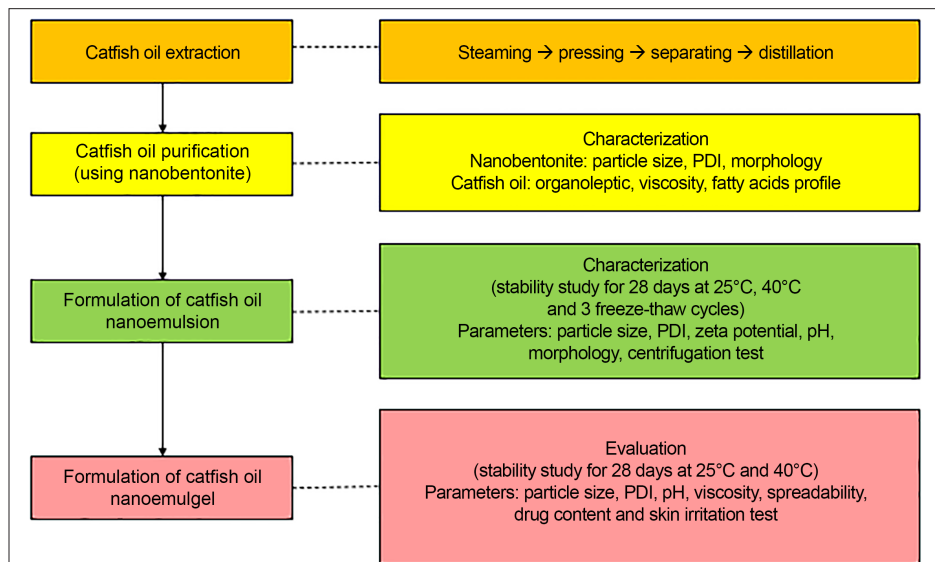 Catfish oil extraction
Steaming → pressing → separating → distillation
Catfish oil purification
(using nanobentonite)
Characterization
Nanobentonite: particle size, PDI, morphology
Catfish oil: organoleptic, viscosity, fatty acids profile
Formulation of catfish oil
nanoemulsion
Characterization
(stability study for 28 days at 25°C, 40°C
and 3 freeze-thaw cycles)
Parameters: particle size, PDI, zeta potential, pH,
morphology, centrifugation test
Formulation of catfish oil
nanoemulgel
Evaluation
(stability study for 28 days at 25°C and 40°C)
Parameters: particle size, PDI, pH, viscosity, spreadability,
drug content and skin irritation test